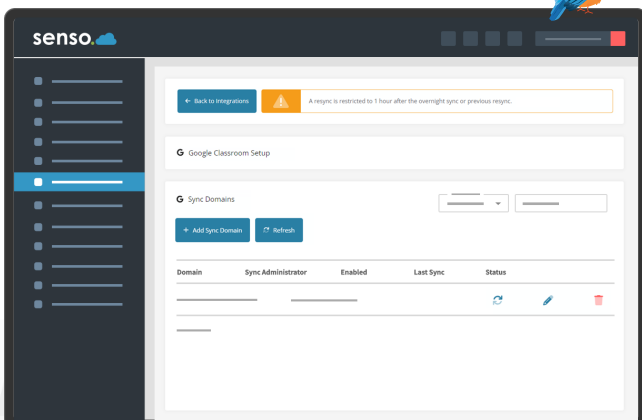 senso.
← Back to Integrations
A resync is restricted to 1 hour after the overnight sync or previous resync.
G Google Classroom Setup
G Sync Domains
+ Add Sync Domain
Refresh
Domain Sync Administrator Enabled Last Sync Status